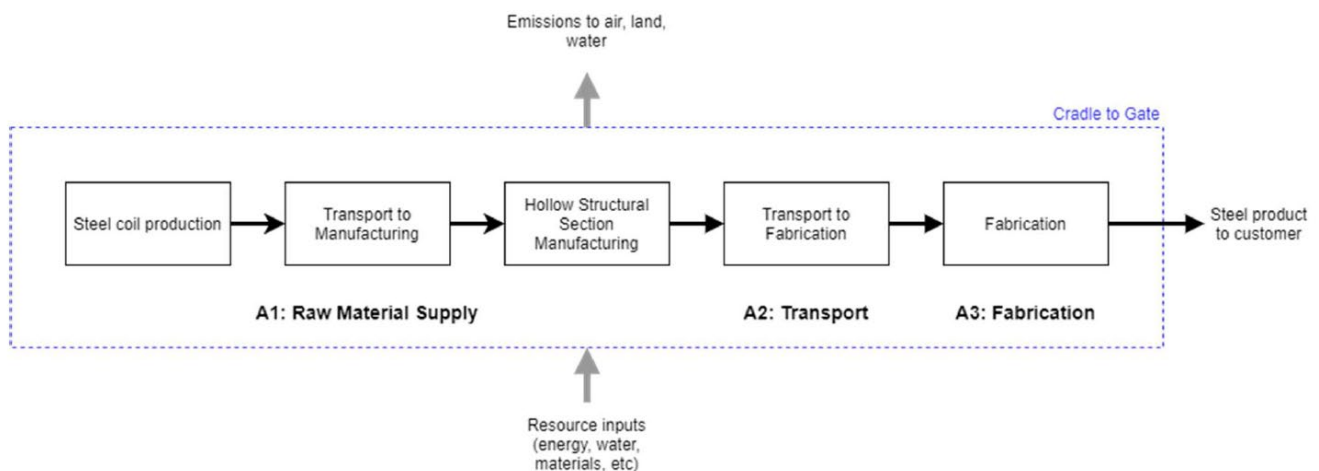 Emissions to air, land,
water
Cradle to Gate
Steel coil production
Transport to
Manufacturing
Hollow Structural
Section
Manufacturing
Transport to
Fabrication
Fabrication
Steel product
to customer
A1: Raw Material Supply
A2: Transport
A3: Fabrication
Resource inputs
(energy, water,
materials, etc)